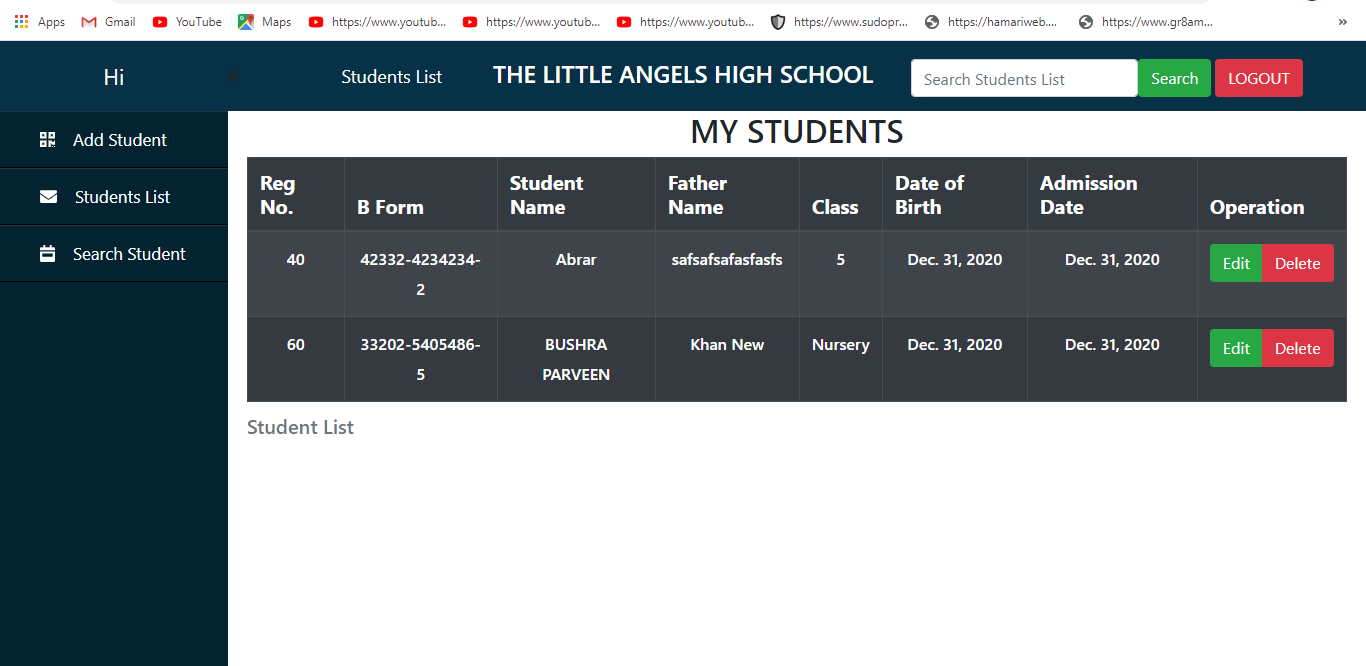 Apps Gmail YouTube Maps https://www.youtub... https://www.youtub... https://www.youtub... https://www.sudopr... https://hamariweb.... https://www.gr8am... »
Hi Students List THE LITTLE ANGELS HIGH SCHOOL Search Students List Search LOGOUT
Add Student
Students List
Search Student
MY STUDENTS
Reg No. B Form Student Name Father Name Class Date of Birth Admission Date Operation
40 42332-4234234-2 Abrar safsafsafasfasfs 5 Dec. 31, 2020 Dec. 31, 2020 Edit Delete
60 33202-5405486-5 BUSHRA PARVEEN Khan New Nursery Dec. 31, 2020 Dec. 31, 2020 Edit Delete
Student List